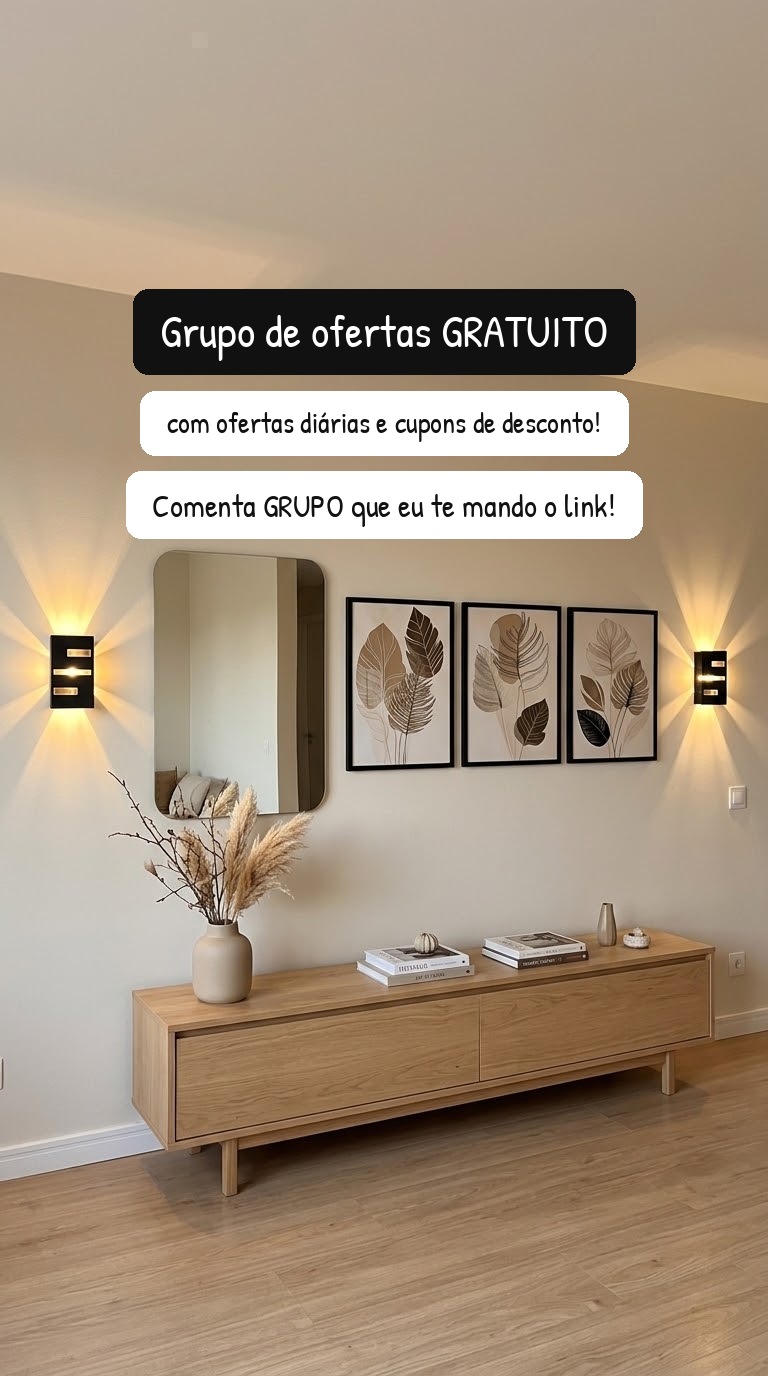 Grupo de ofertas GRATUITO
com ofertas diárias e cupons de desconto!
Comenta GRUPO que eu te mando o link!